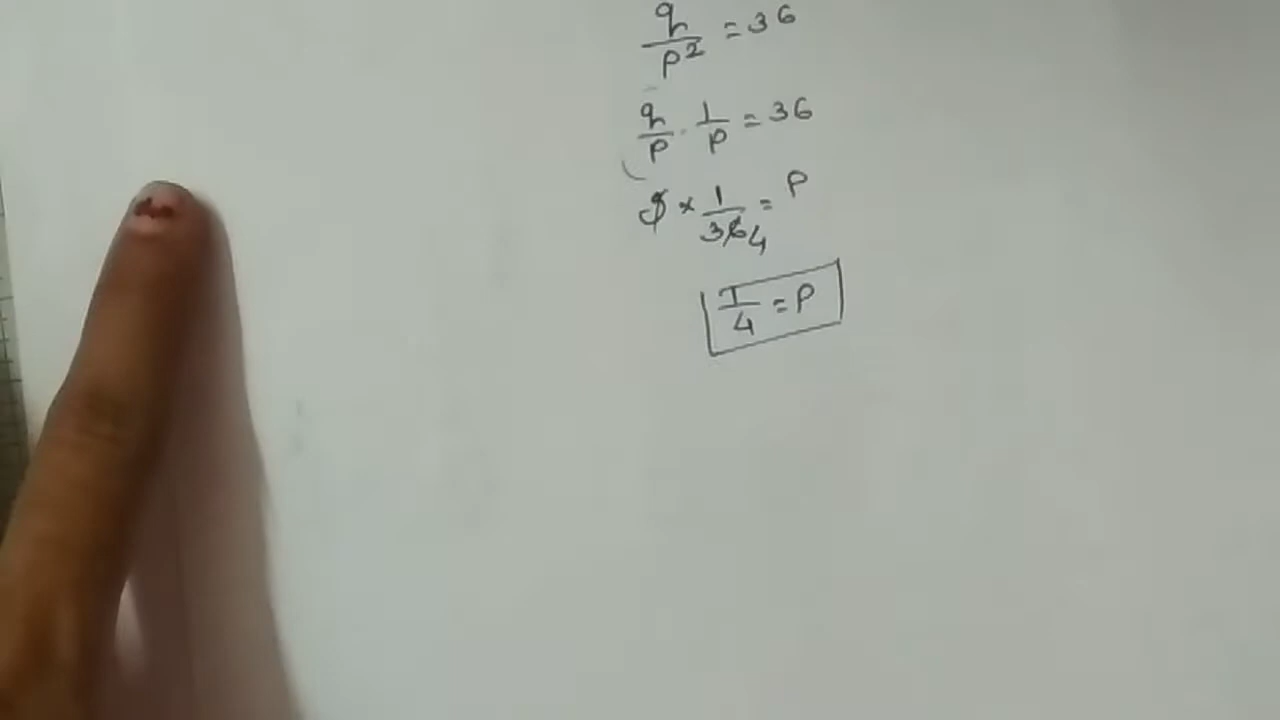 q/p² = 36
q/p · 1/p = 36
9 × 1/36 4 = p
1/4 = p